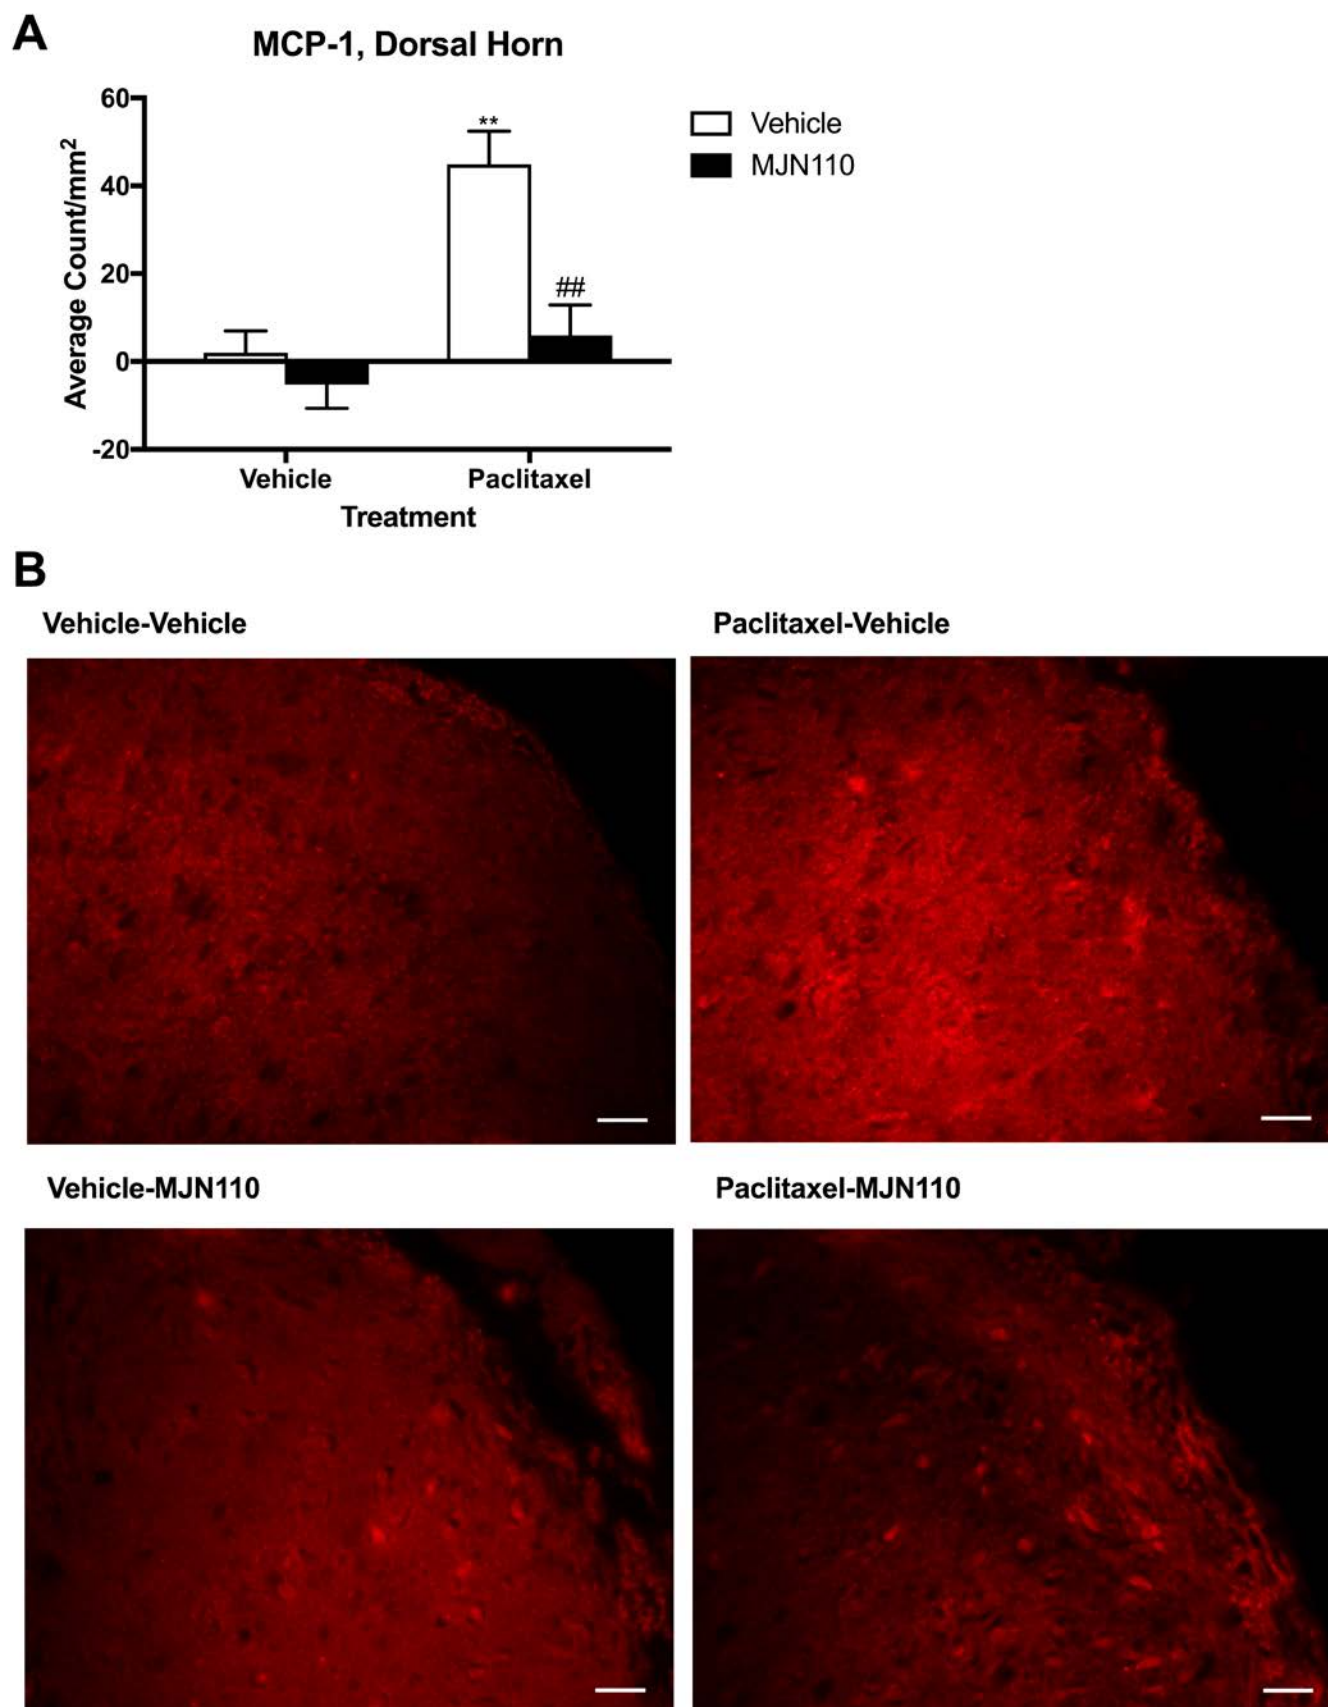 A
MCP-1, Dorsal Horn
60
40
20
0
-20
Average Count/mm²
**
##
Vehicle
MJN110
Vehicle
Paclitaxel
Treatment
B
Vehicle-Vehicle
Paclitaxel-Vehicle
Vehicle-MJN110
Paclitaxel-MJN110